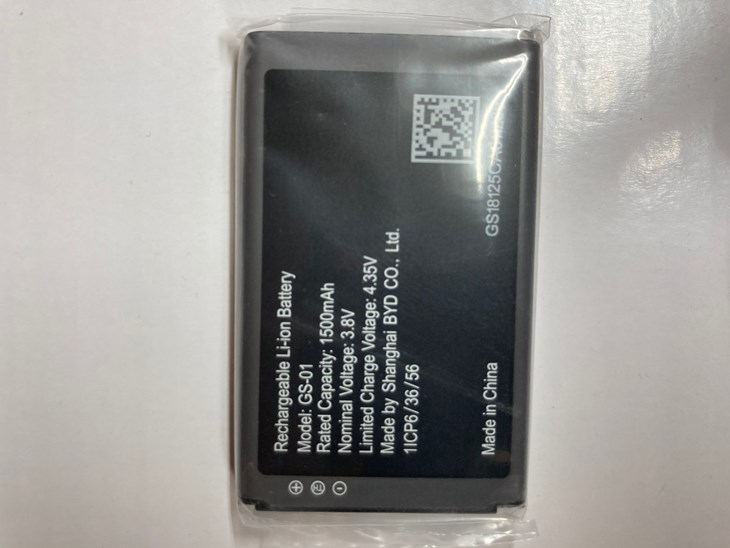 Rechargeable Li-ion Battery
Model: GS-01
Rated Capacity: 1500mAh
Nominal Voltage: 3.8V
Limited Charge Voltage: 4.35V
Made by Shanghai BYD CO., Ltd.
1ICP6/36/56
Made in China